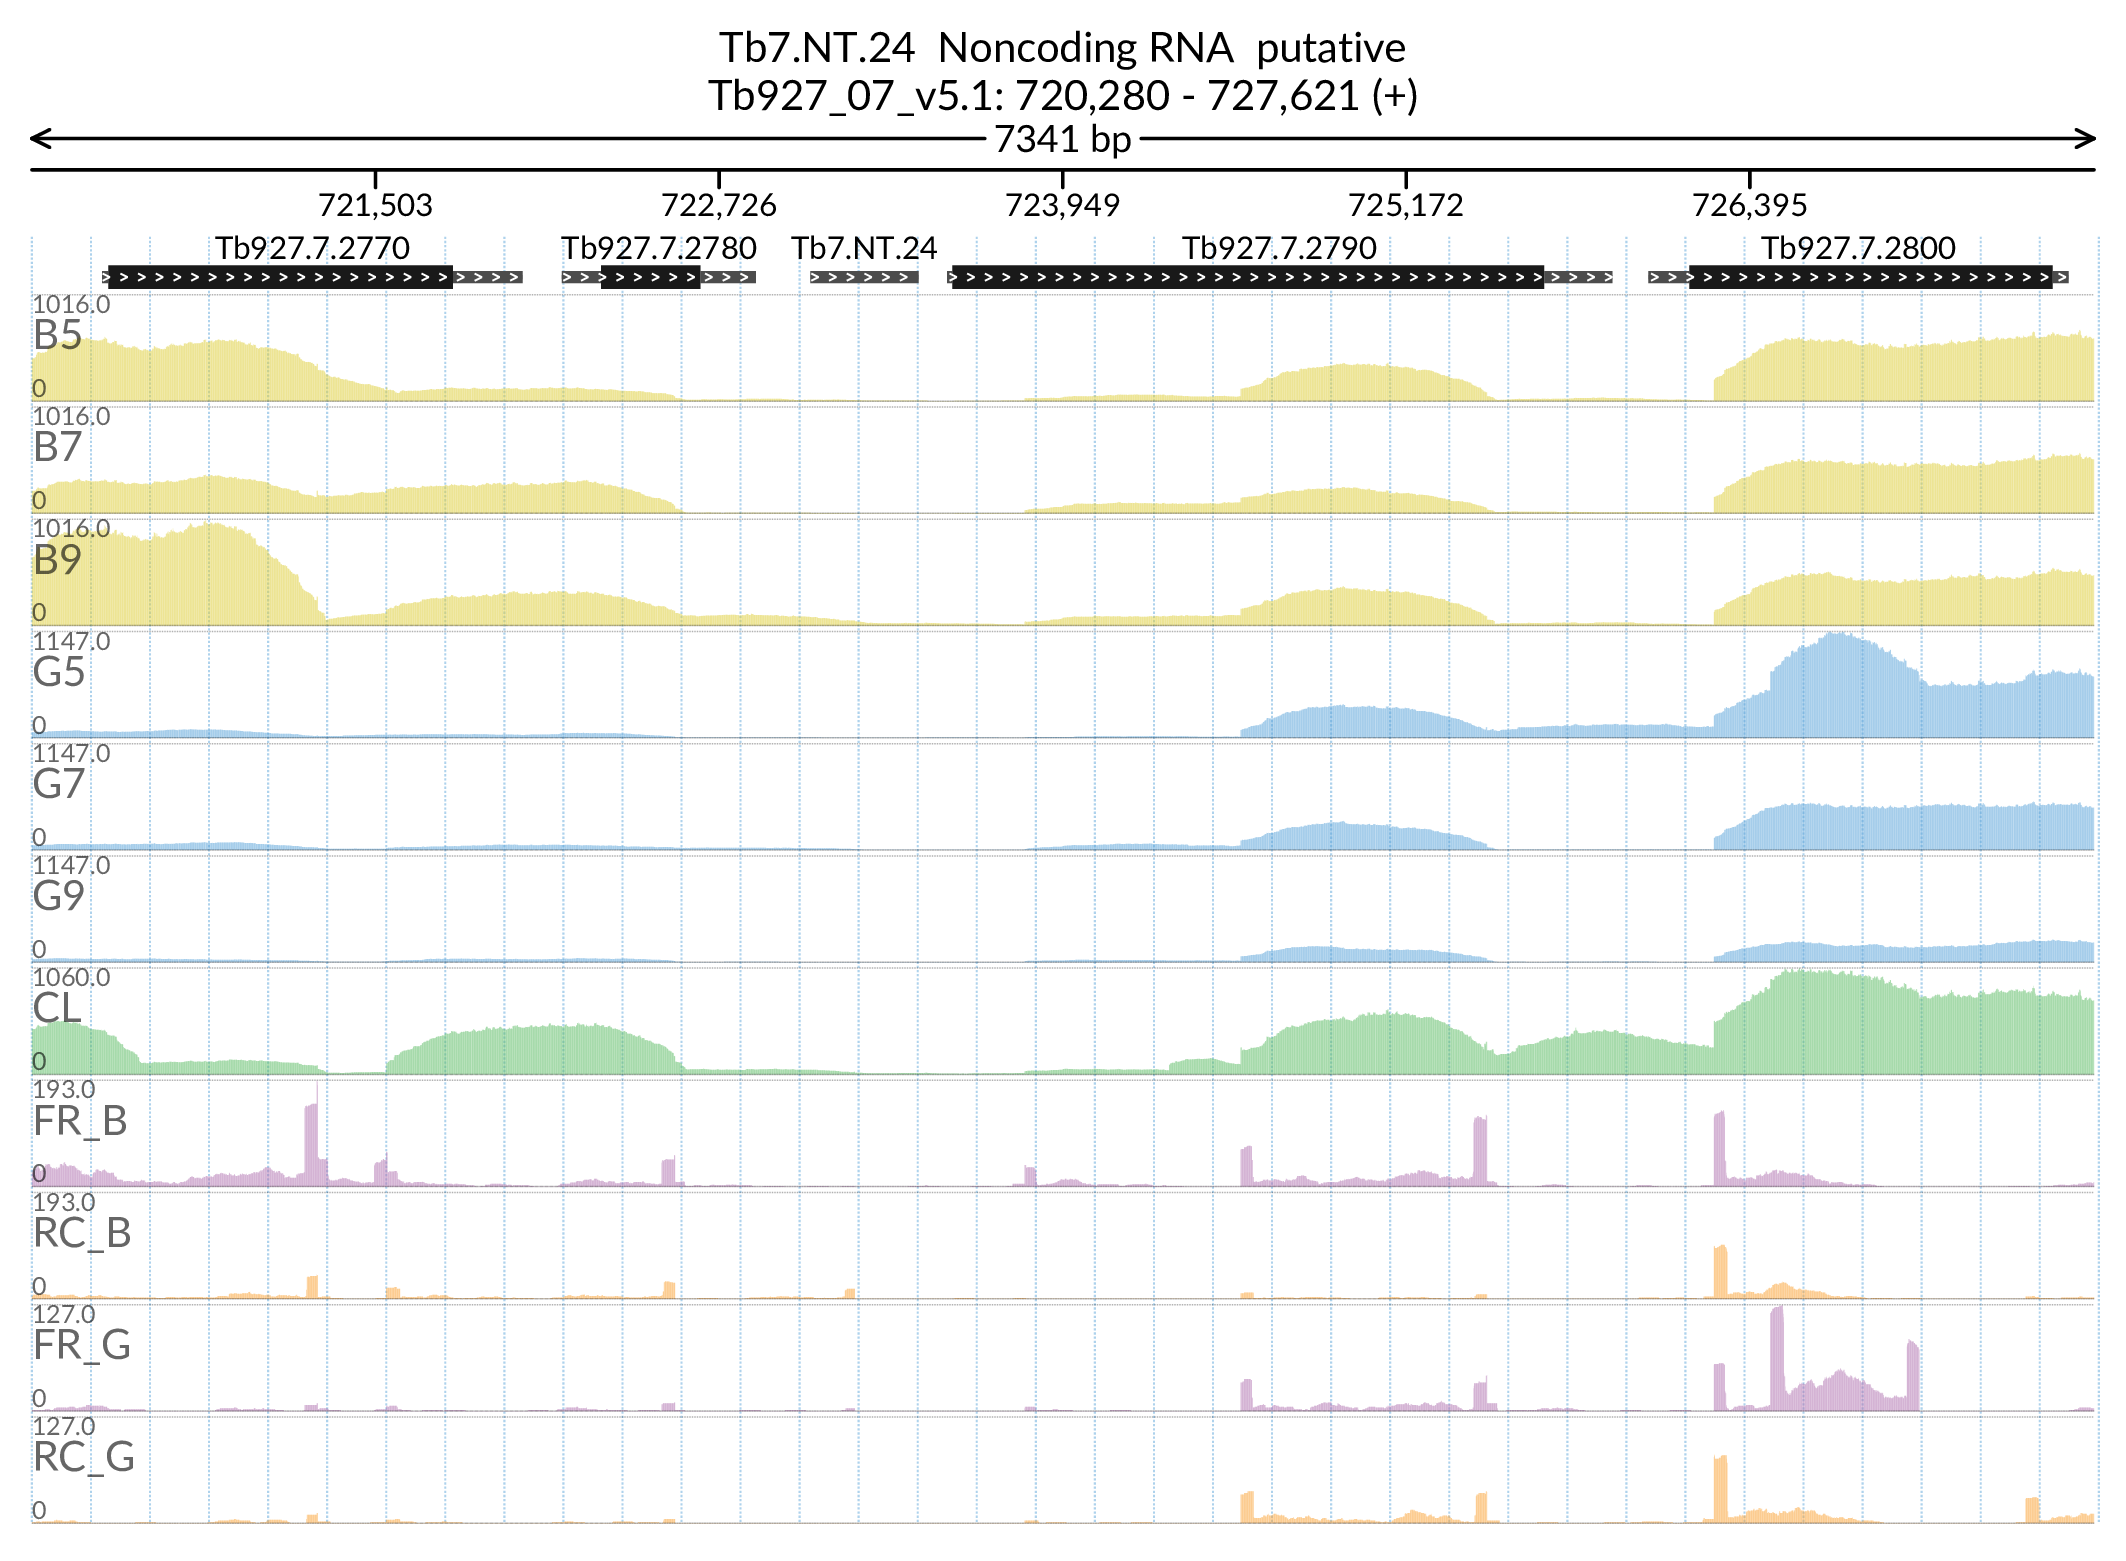 Tb7.NT.24 Noncoding RNA putative
Tb927_07_v5.1: 720,280 - 727,621 (+)
7341 bp
721,503 722,726 723,949 725,172 726,395
Tb927.7.2770 Tb927.7.2780 Tb7.NT.24 Tb927.7.2790 Tb927.7.2800
1016.0
B5
0
1016.0
B7
0
1016.0
B9
0
1147.0
G5
0
1147.0
G7
0
1147.0
G9
0
1060.0
CL
0
193.0
FR_B
0
193.0
RC_B
0
127.0
FR_G
0
127.0
RC_G
0